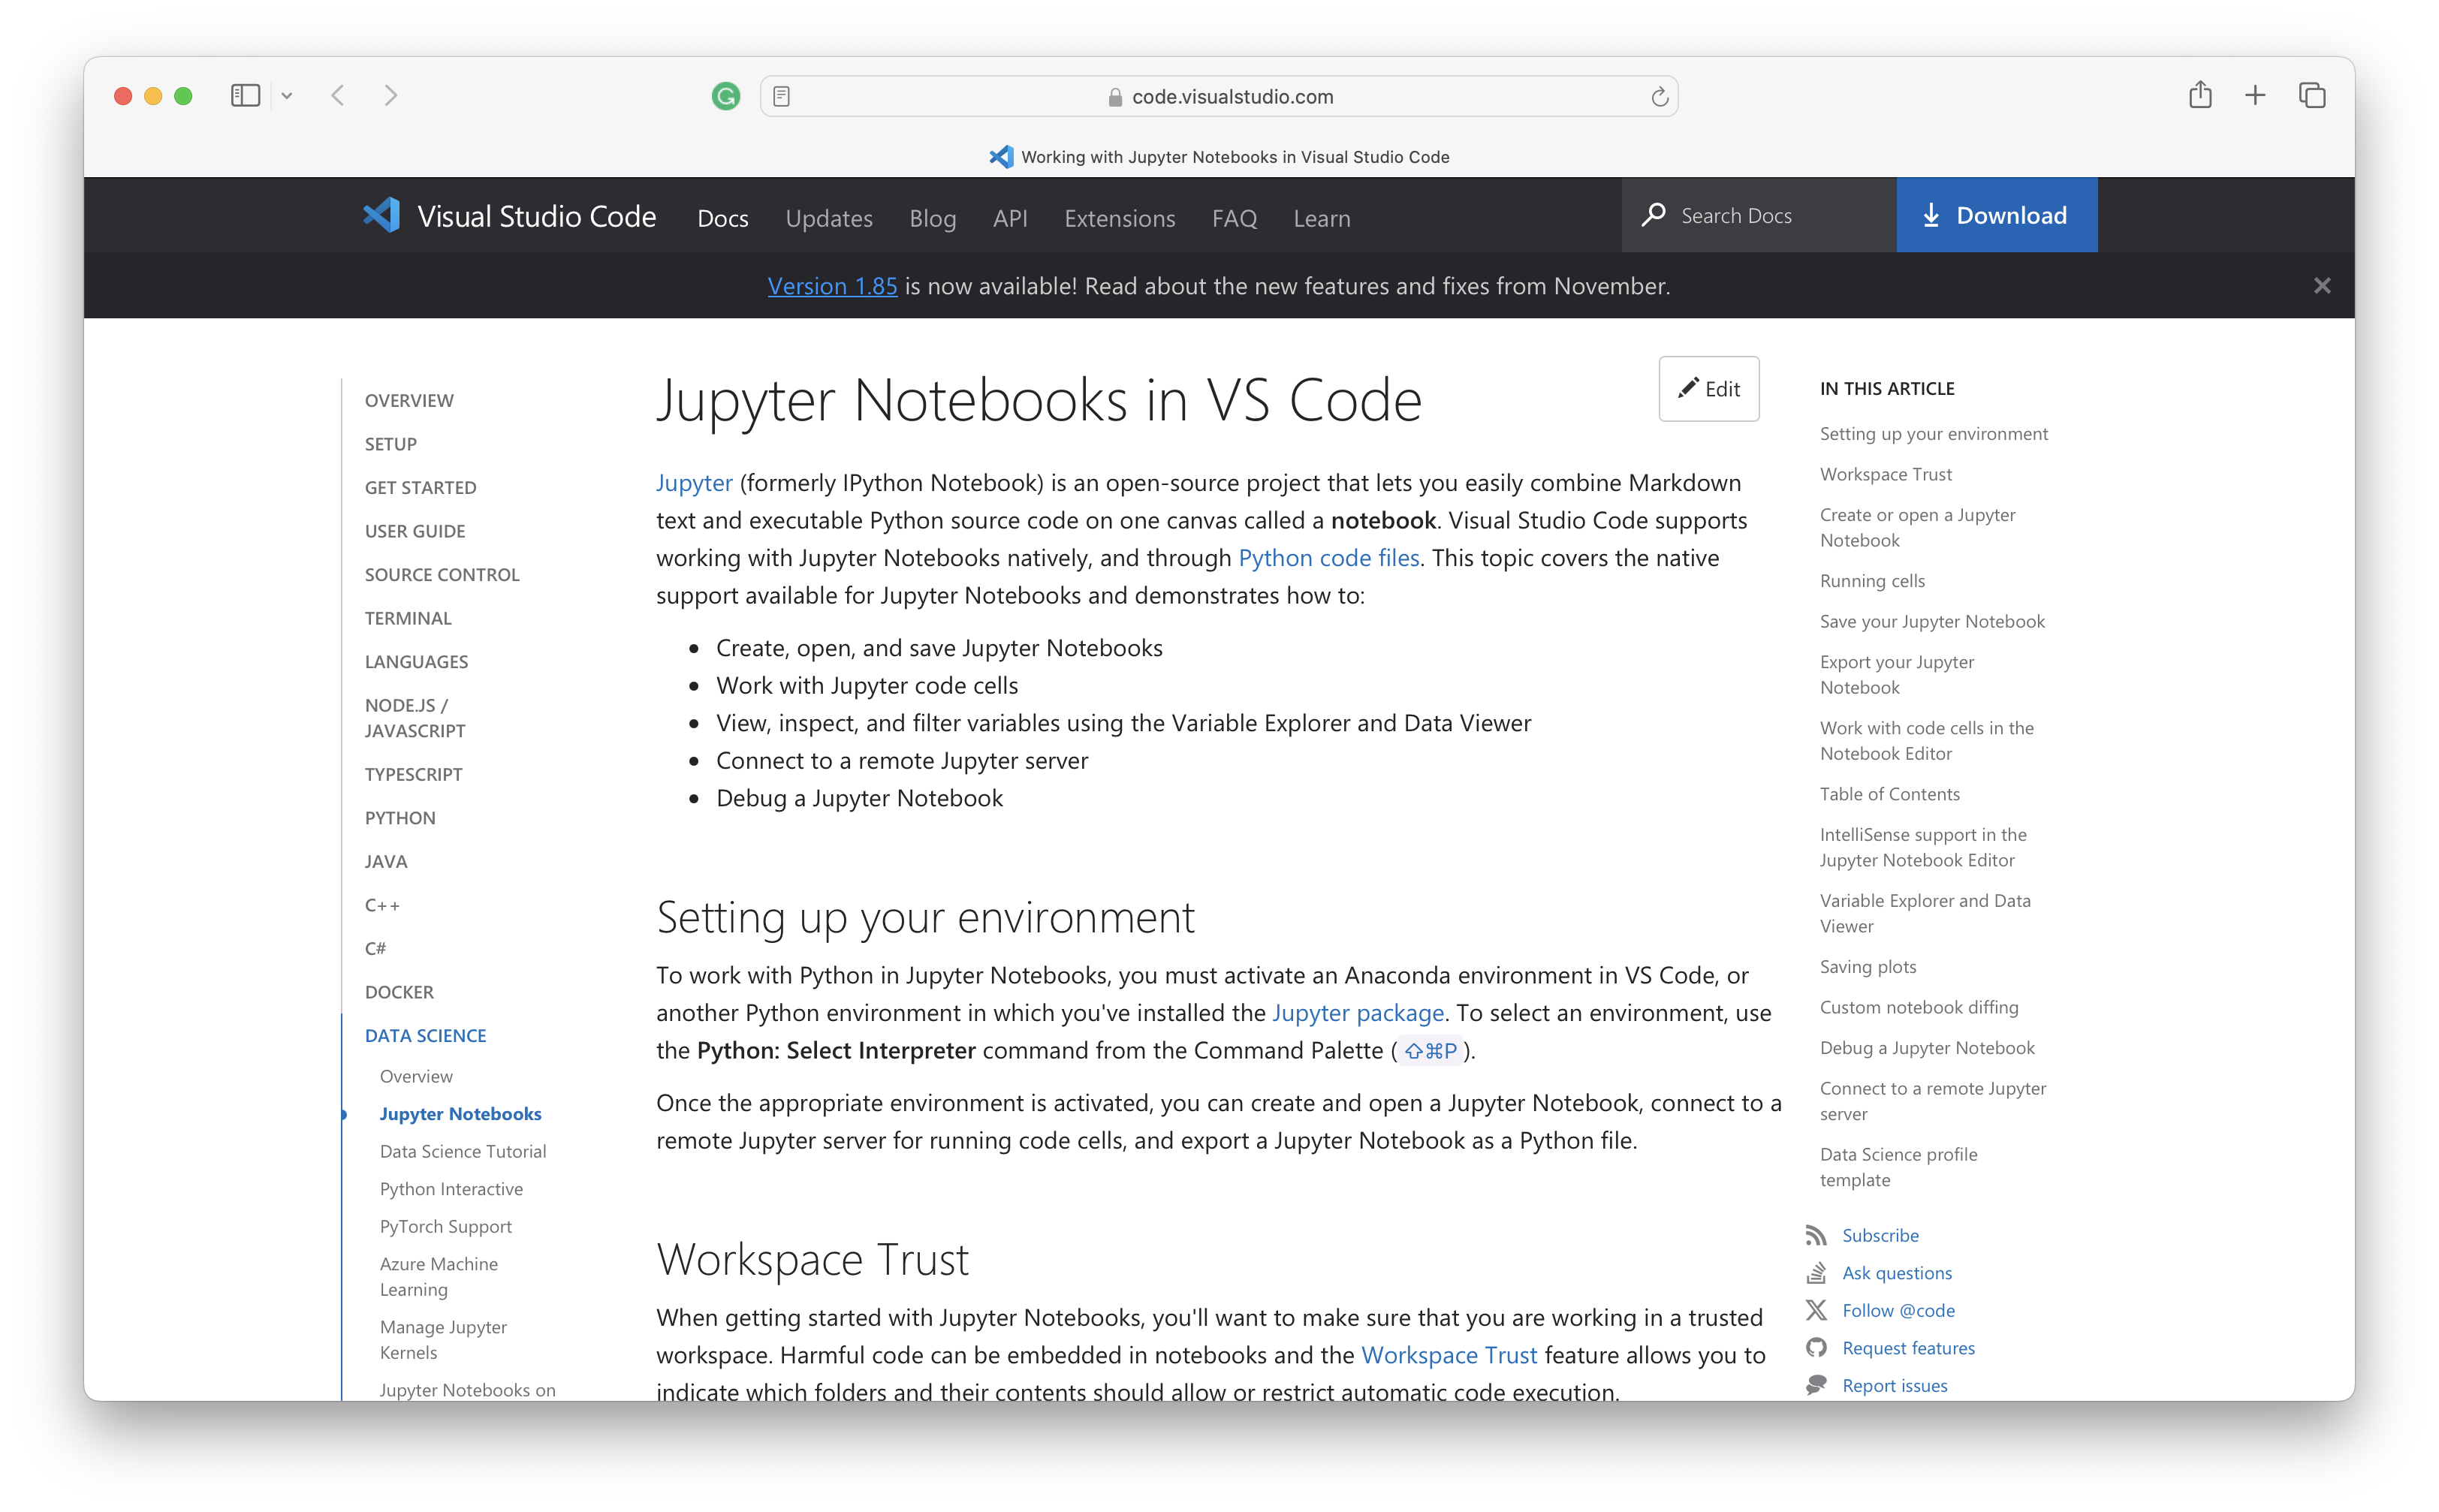 code.visualstudio.com
Working with Jupyter Notebooks in Visual Studio Code
Visual Studio Code
Docs
Updates
Blog
API
Extensions
FAQ
Learn
Search Docs
Download
Version 1.85 is now available! Read about the new features and fixes from November.
OVERVIEW
SETUP
GET STARTED
USER GUIDE
SOURCE CONTROL
TERMINAL
LANGUAGES
NODE.JS /
JAVASCRIPT
TYPESCRIPT
PYTHON
JAVA
C++
C#
DOCKER
DATA SCIENCE
Overview
Jupyter Notebooks
Data Science Tutorial
Python Interactive
PyTorch Support
Azure Machine
Learning
Manage Jupyter
Kernels
Jupyter Notebooks on
Jupyter Notebooks in VS Code
Edit
Jupyter (formerly IPython Notebook) is an open-source project that lets you easily combine Markdown
text and executable Python source code on one canvas called a notebook. Visual Studio Code supports
working with Jupyter Notebooks natively, and through Python code files. This topic covers the native
support available for Jupyter Notebooks and demonstrates how to:
• Create, open, and save Jupyter Notebooks
• Work with Jupyter code cells
• View, inspect, and filter variables using the Variable Explorer and Data Viewer
• Connect to a remote Jupyter server
• Debug a Jupyter Notebook
Setting up your environment
To work with Python in Jupyter Notebooks, you must activate an Anaconda environment in VS Code, or
another Python environment in which you've installed the Jupyter package. To select an environment, use
the Python: Select Interpreter command from the Command Palette (⇧⌘P).
Once the appropriate environment is activated, you can create and open a Jupyter Notebook, connect to a
remote Jupyter server for running code cells, and export a Jupyter Notebook as a Python file.
Workspace Trust
When getting started with Jupyter Notebooks, you'll want to make sure that you are working in a trusted
workspace. Harmful code can be embedded in notebooks and the Workspace Trust feature allows you to
indicate which folders and their contents should allow or restrict automatic code execution.
IN THIS ARTICLE
Setting up your environment
Workspace Trust
Create or open a Jupyter
Notebook
Running cells
Save your Jupyter Notebook
Export your Jupyter
Notebook
Work with code cells in the
Notebook Editor
Table of Contents
IntelliSense support in the
Jupyter Notebook Editor
Variable Explorer and Data
Viewer
Saving plots
Custom notebook diffing
Debug a Jupyter Notebook
Connect to a remote Jupyter
server
Data Science profile
template
Subscribe
Ask questions
Follow @code
Request features
Report issues